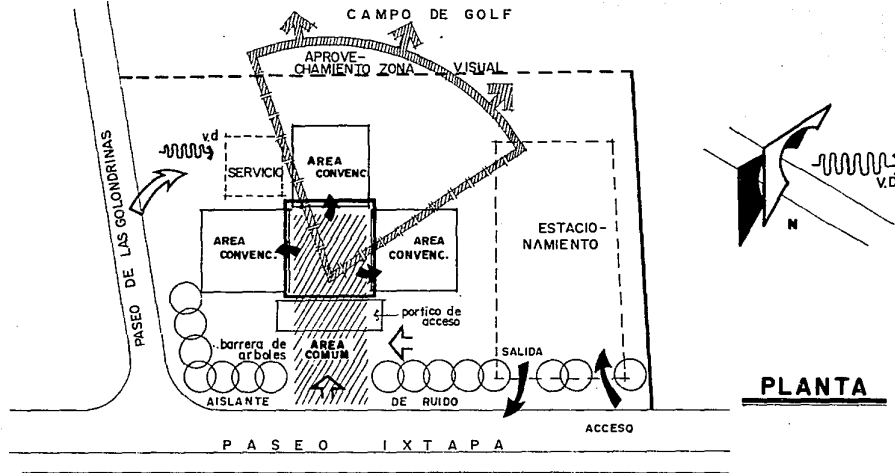 CAMPO DE GOLF
APROVE-
CHAMIENTO ZONA VISUAL
v.d
SERVICIO
AREA
CONVENC.
AREA
CONVENC.
AREA
CONVENC.
ESTACIO-
NAMIENTO
V.D
N
PASEO DE LAS GOLONDRINAS
portico de
acceso
barrera de
arboles
AREA
COMUM
SALIDA
AISLANTE DE RUIDO
PLANTA
ACCESO
PASEO IXTAPA